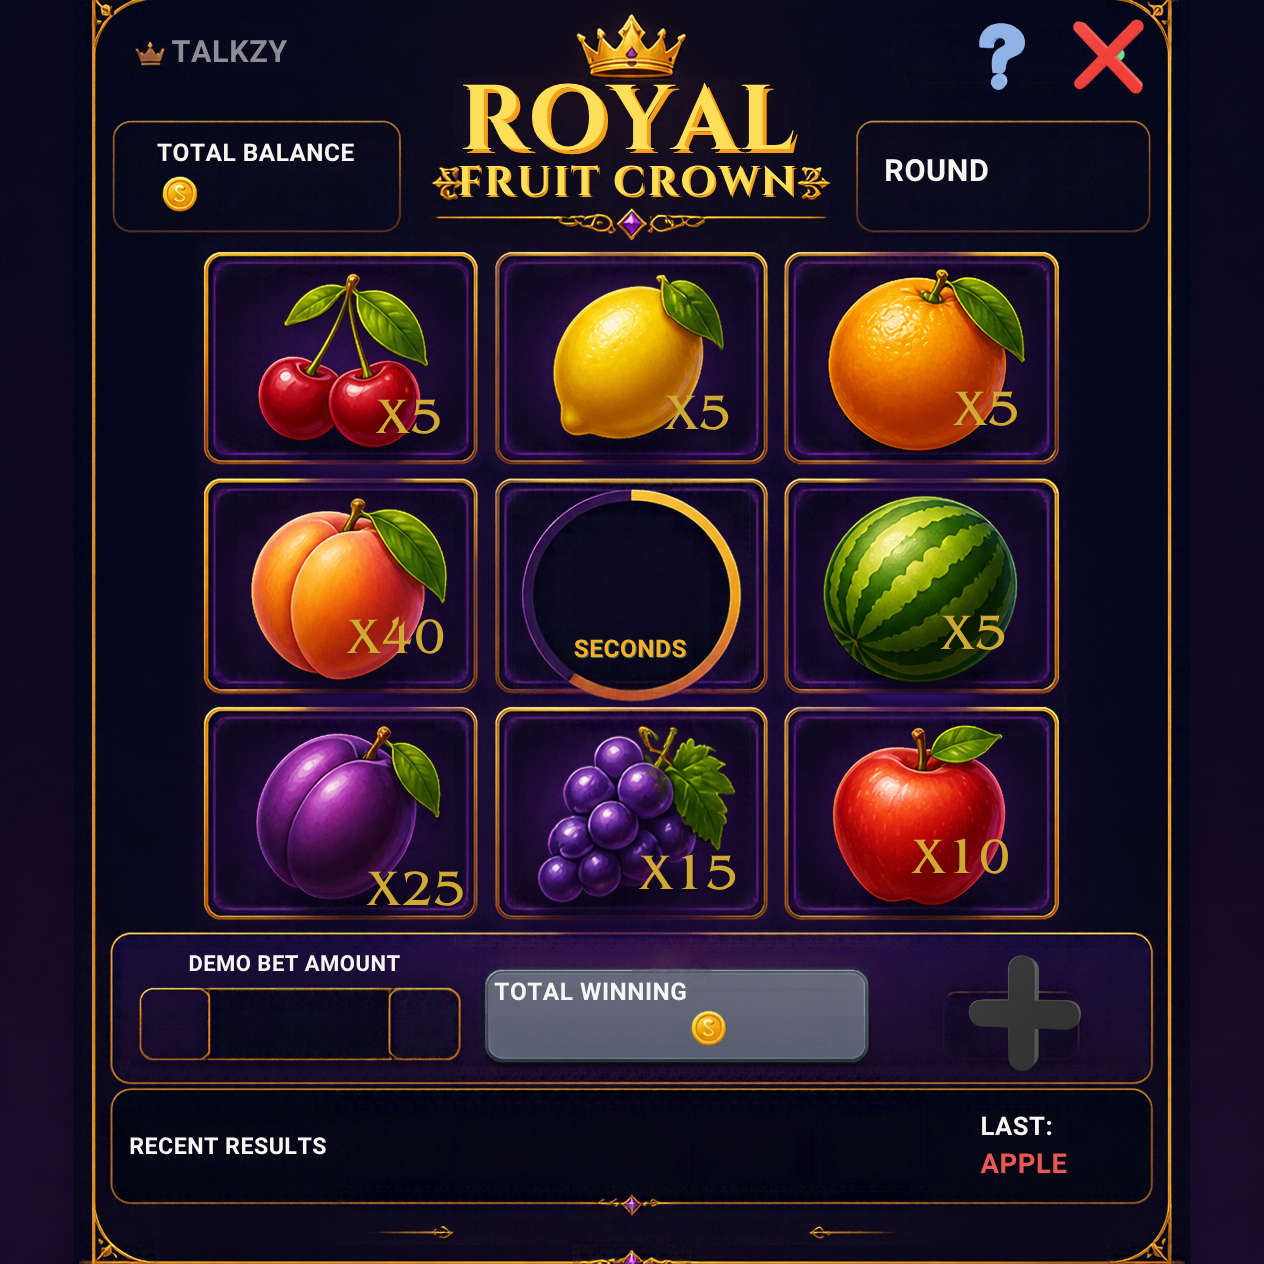 TALKZY
ROYAL
FRUIT CROWN
TOTAL BALANCE
S
ROUND
X5
X5
X5
X40
SECONDS
X5
X25
X15
X10
DEMO BET AMOUNT
TOTAL WINNING
S
RECENT RESULTS
LAST:
APPLE